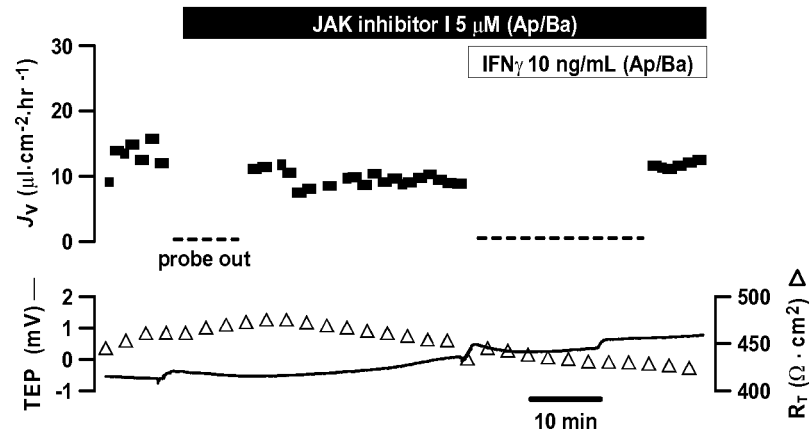 JAK inhibitor I 5 μM (Ap/Ba)
IFNγ 10 ng/mL (Ap/Ba)
30
20
10
0
Jv (μl·cm-2·hr -1)
probe out
2
1
0
-1
TEP (mV)
500
450
400
RT (Ω · cm2) Δ
10 min